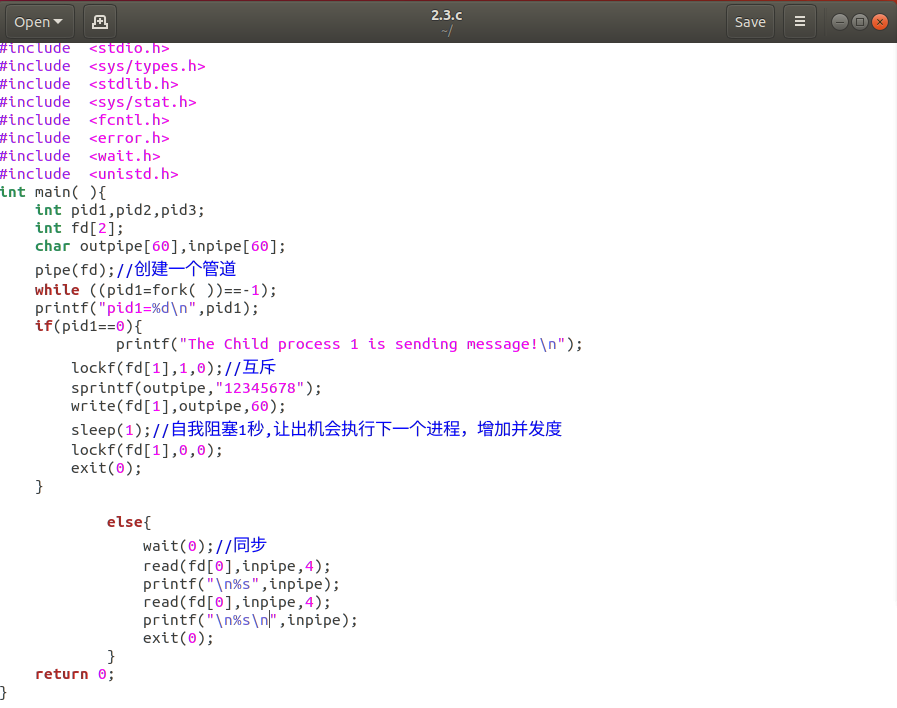 Open
2.3.c
~/
Save
#include  <stdio.h>
#include  <sys/types.h>
#include  <stdlib.h>
#include  <sys/stat.h>
#include  <fcntl.h>
#include  <error.h>
#include  <wait.h>
#include  <unistd.h>
int main( ){
    int pid1,pid2,pid3;
    int fd[2];
    char outpipe[60],inpipe[60];
    pipe(fd);//创建一个管道
    while ((pid1=fork( ))==-1);
    printf("pid1=%d\n",pid1);
    if(pid1==0){
             printf("The Child process 1 is sending message!\n");
        lockf(fd[1],1,0);//互斥
        sprintf(outpipe,"12345678");
        write(fd[1],outpipe,60);
        sleep(1);//自我阻塞1秒,让出机会执行下一个进程，增加并发度
        lockf(fd[1],0,0);
        exit(0);
    }
            else{
                wait(0);//同步
                read(fd[0],inpipe,4);
                printf("\n%s",inpipe);
                read(fd[0],inpipe,4);
                printf("\n%s\n",inpipe);
                exit(0);
            }
    return 0;
}